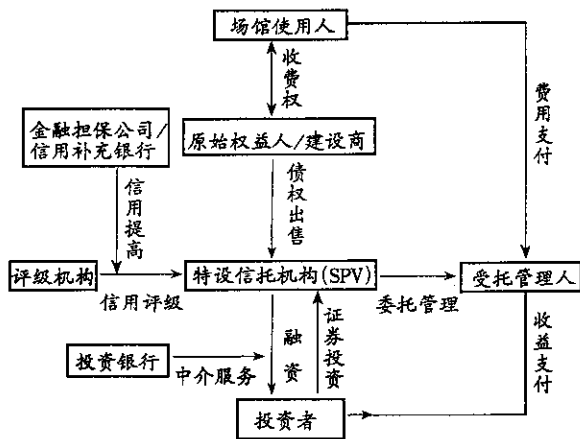 场馆使用人
收费权
费用支付
金融担保公司/
信用补充银行
原始权益人/建设商
信用提高
债权出售
评级机构
信用评级
特设信托机构(SPV)
委托管理
受托管理人
投资银行
中介服务
融资
证券投资
收益支付
投资者